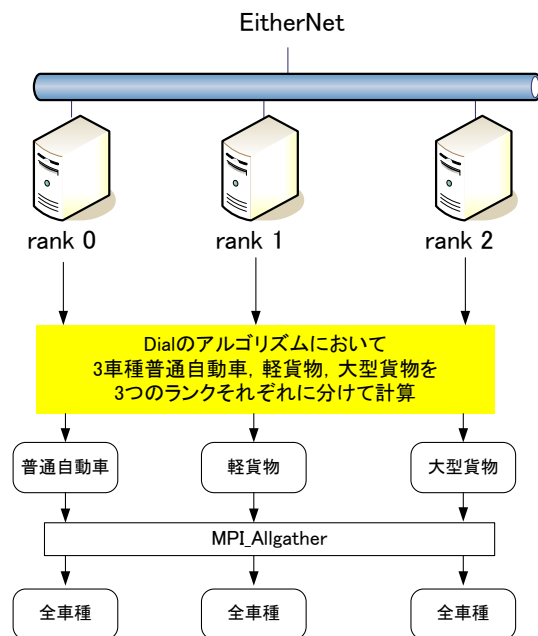 EitherNet
rank 0
rank 1
rank 2
Dialのアルゴリズムにおいて
3車種普通自動車, 軽貨物, 大型貨物を
3つのランクそれぞれに分けて計算
普通自動車
軽貨物
大型貨物
MPI_Allgather
全車種
全車種
全車種